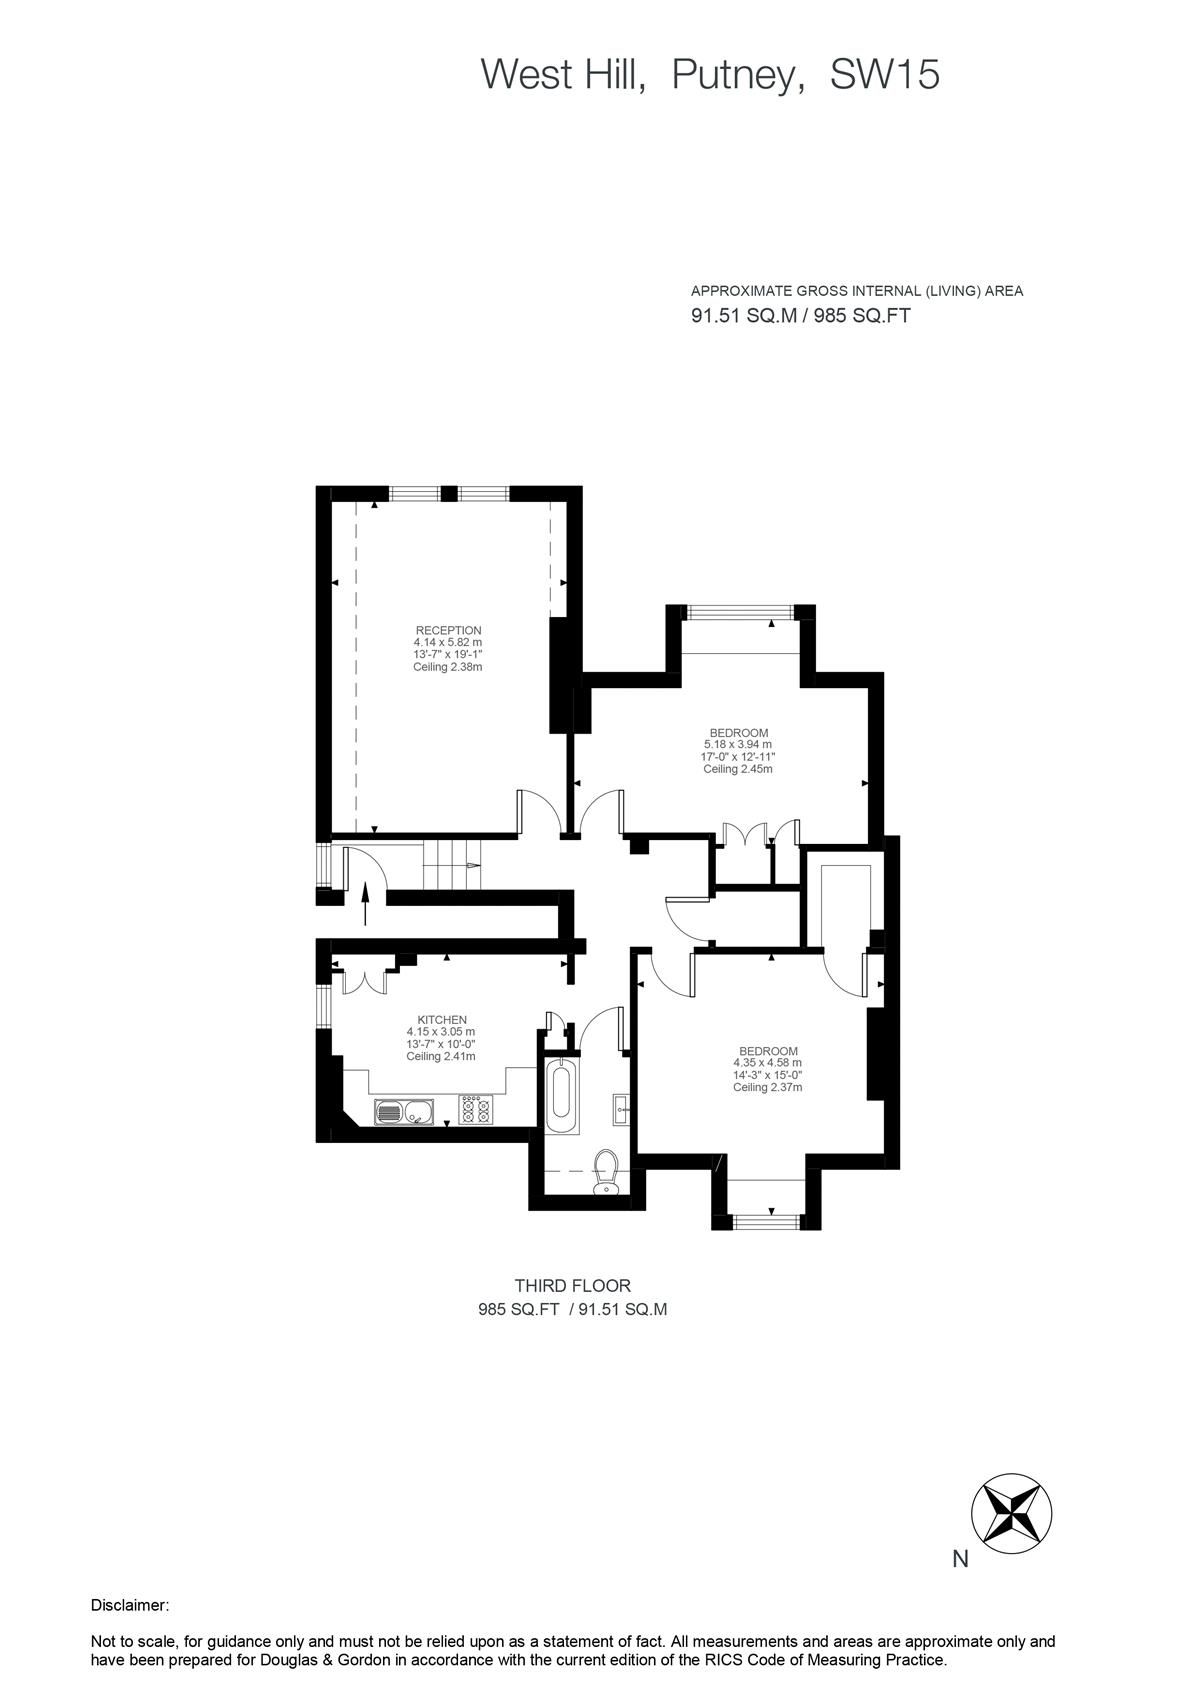 West Hill, Putney, SW15
APPROXIMATE GROSS INTERNAL (LIVING) AREA
91.51 SQ.M / 985 SQ.FT
RECEPTION
4.14 x 5.82 m
13'-7" x 19'-1"
Ceiling 2.38m
BEDROOM
5.18 x 3.94 m
17'-0" x 12'-11"
Ceiling 2.45m
KITCHEN
4.15 x 3.05 m
13'-7" x 10'-0"
Ceiling 2.41m
BEDROOM
4.35 x 4.58 m
14'-3" x 15'-0"
Ceiling 2.37m
THIRD FLOOR
985 SQ.FT / 91.51 SQ.M
N
Disclaimer:
Not to scale, for guidance only and must not be relied upon as a statement of fact. All measurements and areas are approximate only and
have been prepared for Douglas & Gordon in accordance with the current edition of the RICS Code of Measuring Practice.